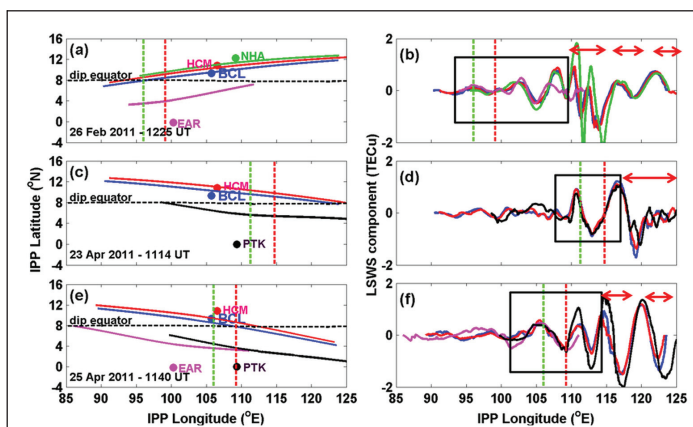 16
12
8
4
0
-4
(a)
NHA
HCM
BCL
dip equator
EAR
26 Feb 2011 - 1225 UT
16
12
8
4
0
-4
(c)
HCM
BCL
dip equator
PTK
23 Apr 2011 - 1114 UT
16
12
8
4
0
-4
(e)
HCM
BCL
dip equator
EAR
PTK
25 Apr 2011 - 1140 UT
85 90 95 100 105 110 115 120 125
IPP Longitude (°E)
IPP Latitude (°N)
2
0
-2
(b)
2
0
-2
(d)
2
0
-2
(f)
85 90 95 100 105 110 115 120 125
IPP Longitude (°E)
LSWS component (TECu)